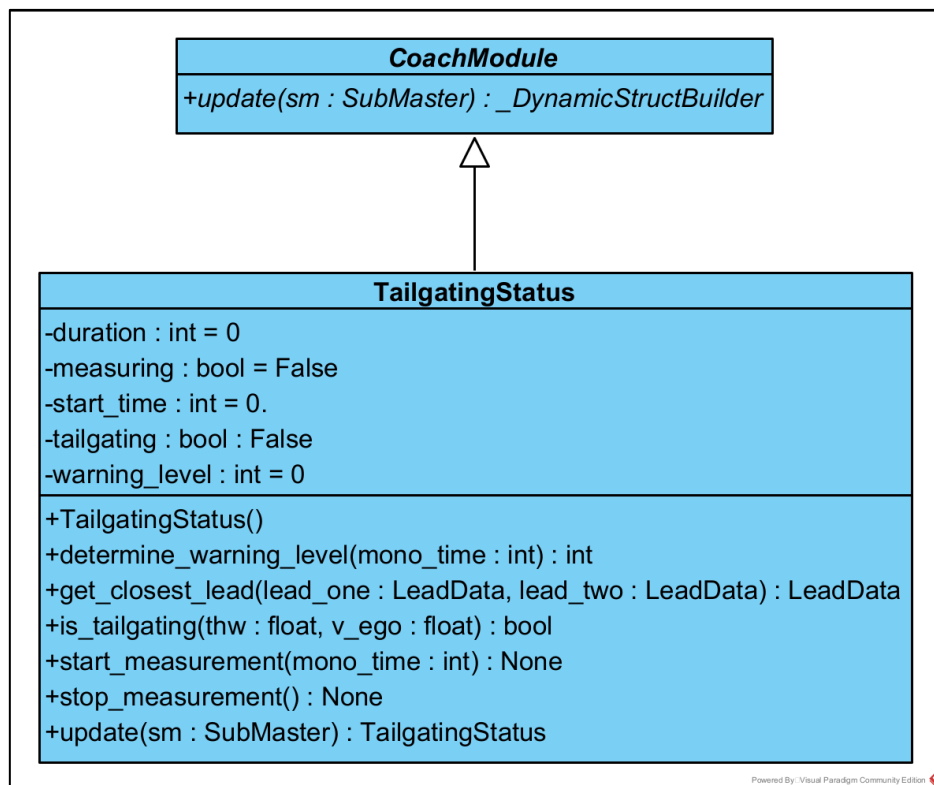 CoachModule
+update(sm : SubMaster) : _DynamicStructBuilder
TailgatingStatus
-duration : int = 0
-measuring : bool = False
-start_time : int = 0.
-tailgating : bool : False
-warning_level : int = 0
+TailgatingStatus()
+determine_warning_level(mono_time : int) : int
+get_closest_lead(lead_one : LeadData, lead_two : LeadData) : LeadData
+is_tailgating(thw : float, v_ego : float) : bool
+start_measurement(mono_time : int) : None
+stop_measurement() : None
+update(sm : SubMaster) : TailgatingStatus
Powered By: Visual Paradigm Community Edition